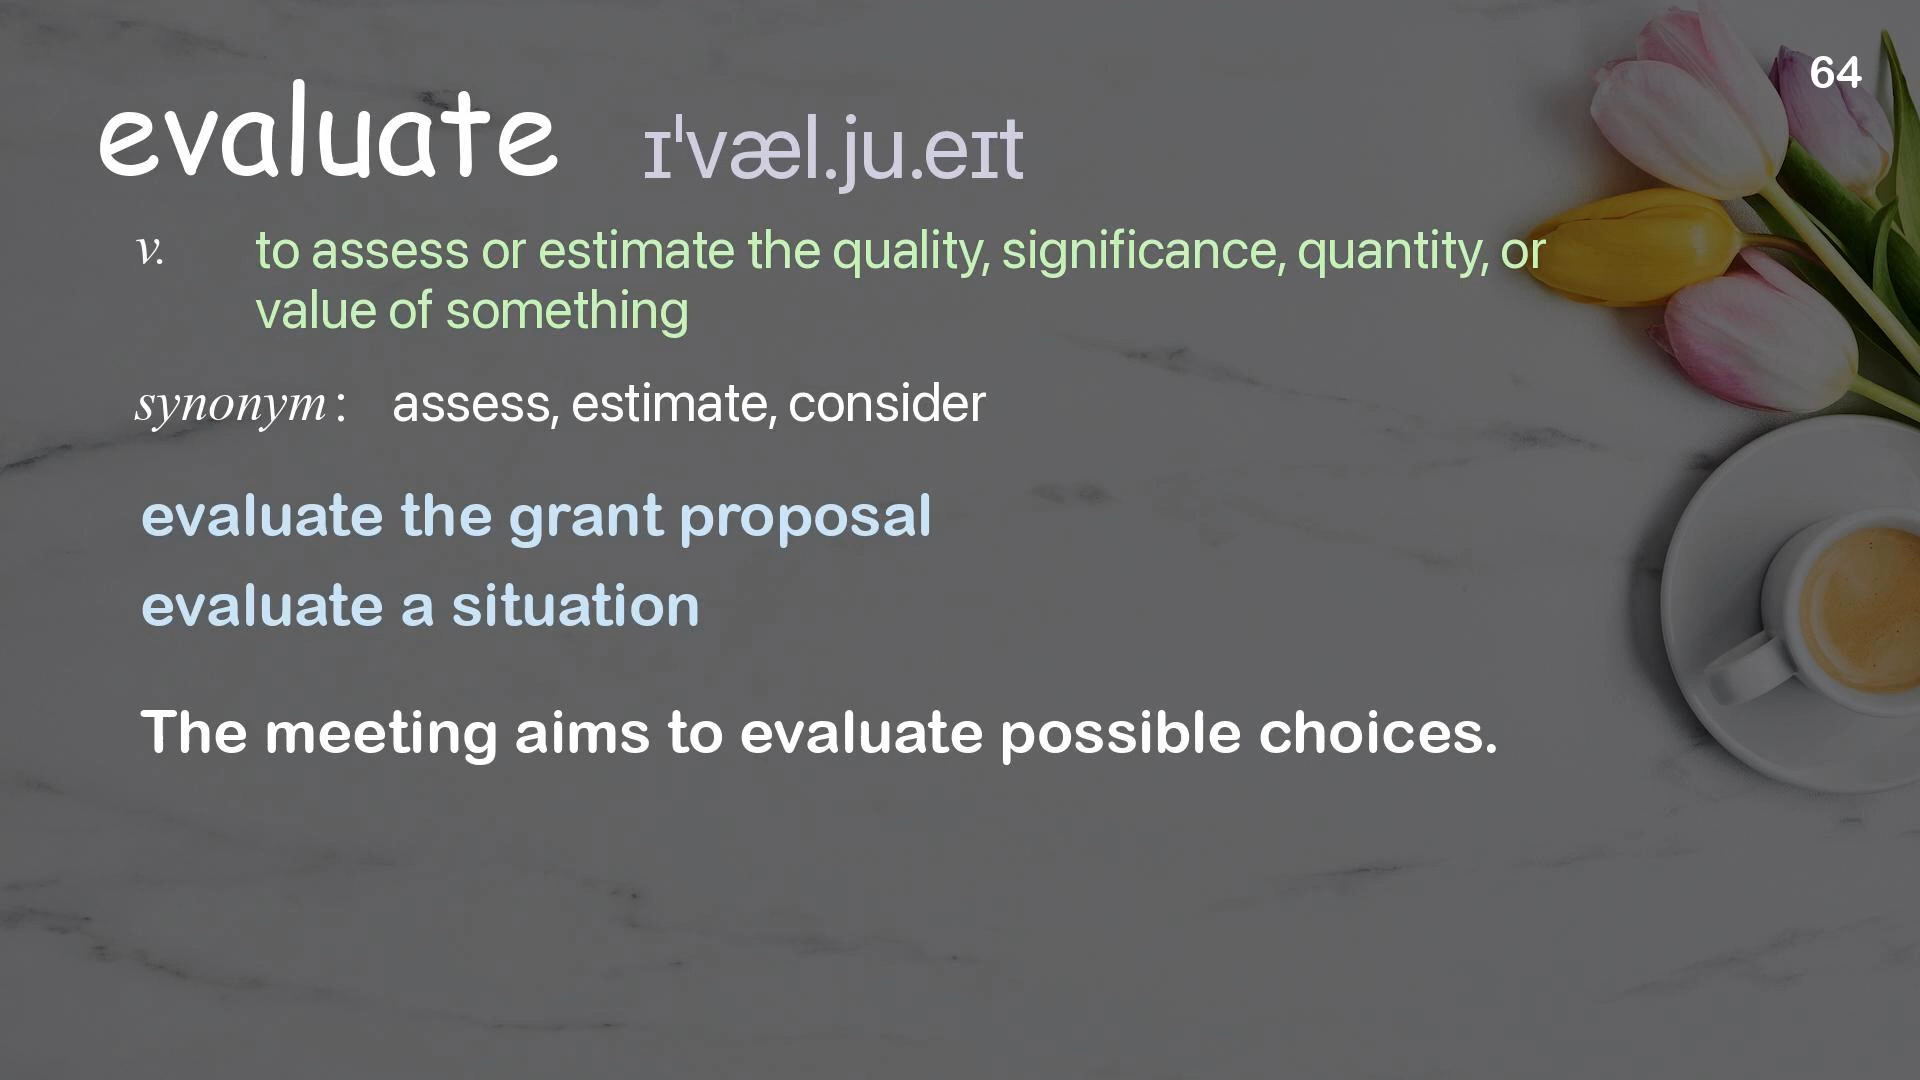 64
evaluate ɪˈvæl.ju.eɪt
v. to assess or estimate the quality, significance, quantity, or
value of something
synonym : assess, estimate, consider
evaluate the grant proposal
evaluate a situation
The meeting aims to evaluate possible choices.